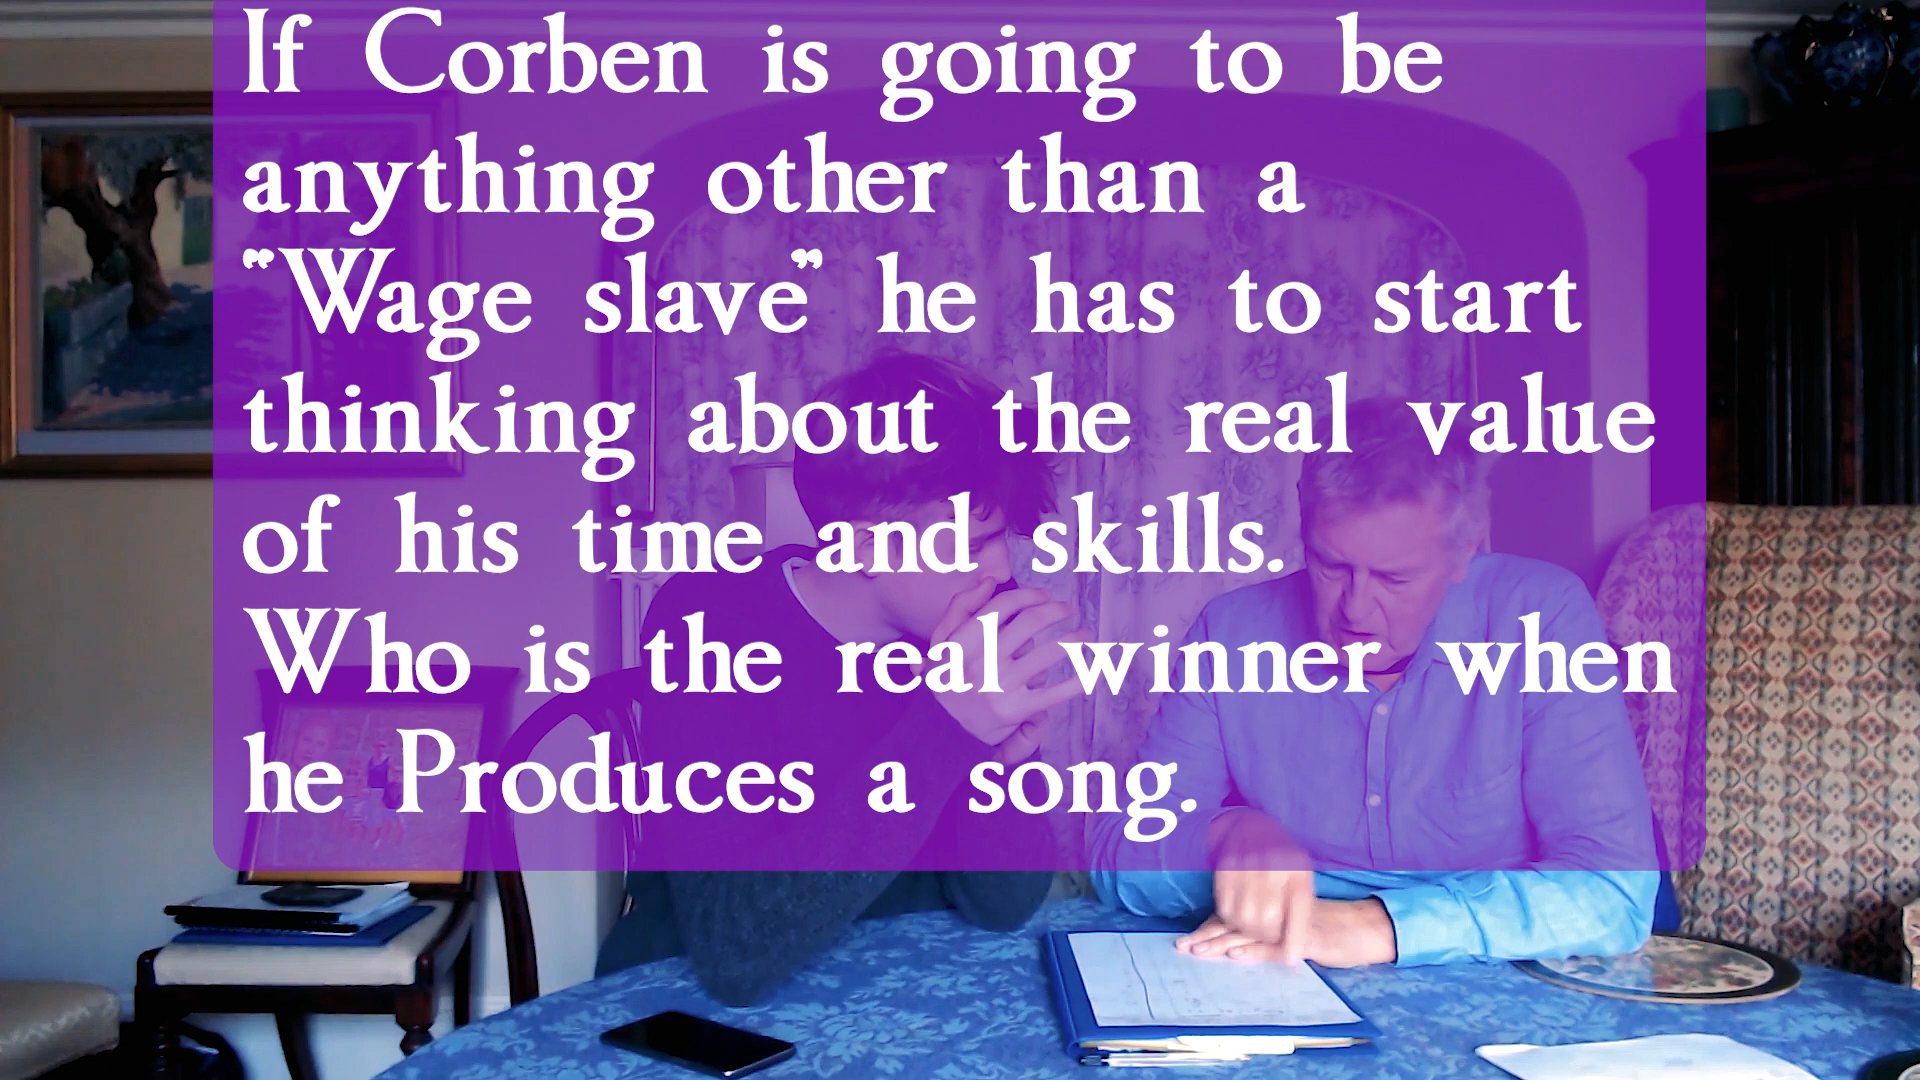 If Corben is going to be
anything other than a
"Wage slave" he has to start
thinking about the real value
of his time and skills.
Who is the real winner when
he Produces a song.